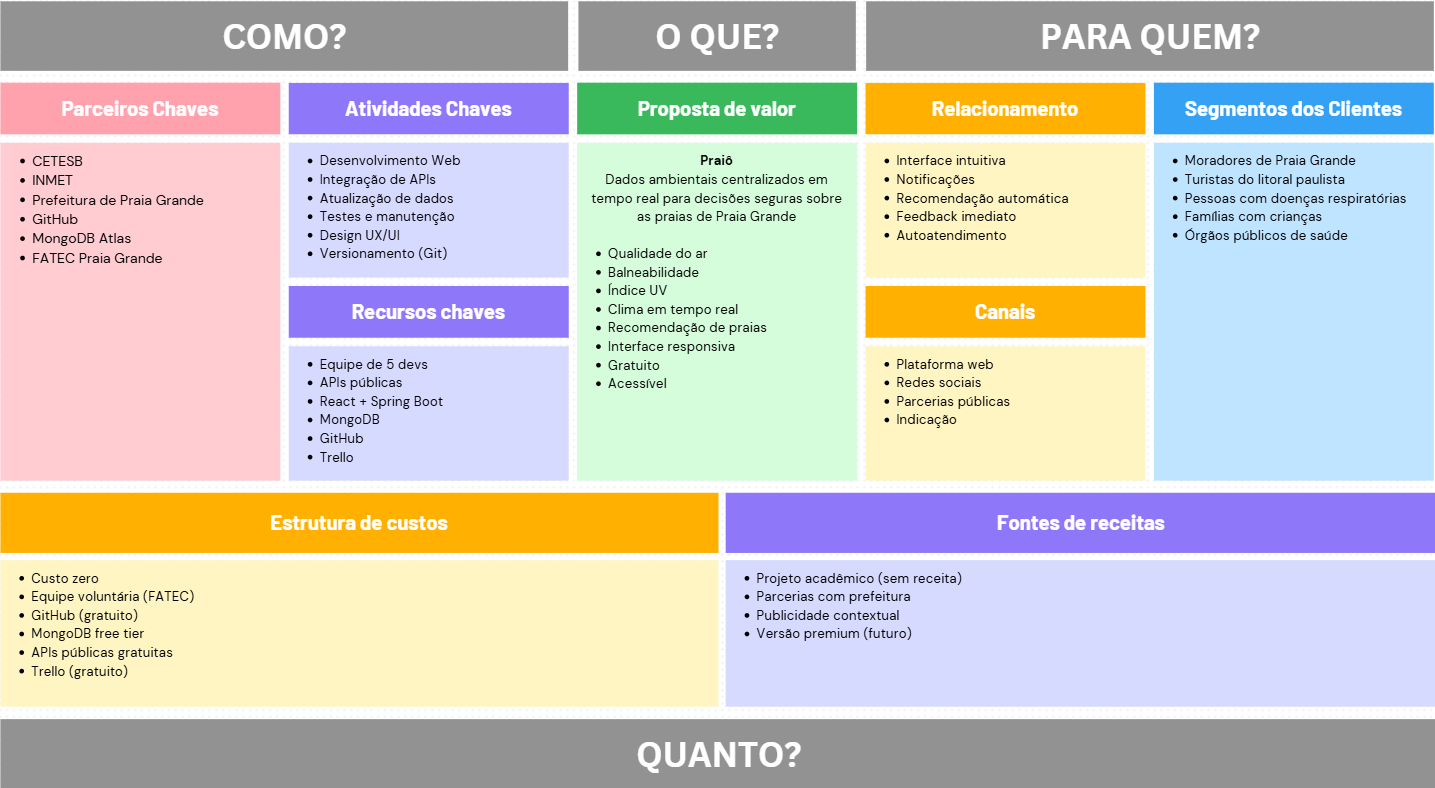 COMO?
O QUE?
PARA QUEM?
Parceiros Chaves
• CETESB
• INMET
• Prefeitura de Praia Grande
• GitHub
• MongoDB Atlas
• FATEC Praia Grande
Atividades Chaves
• Desenvolvimento Web
• Integração de APIs
• Atualização de dados
• Testes e manutenção
• Design UX/UI
• Versionamento (Git)
Recursos chaves
• Equipe de 5 devs
• APIs públicas
• React + Spring Boot
• MongoDB
• GitHub
• Trello
Proposta de valor
Praiô
Dados ambientais centralizados em
tempo real para decisões seguras sobre
as praias de Praia Grande
• Qualidade do ar
• Balneabilidade
• Índice UV
• Clima em tempo real
• Recomendação de praias
• Interface responsiva
• Gratuito
• Acessível
Relacionamento
• Interface intuitiva
• Notificações
• Recomendação automática
• Feedback imediato
• Autoatendimento
Canais
• Plataforma web
• Redes sociais
• Parcerias públicas
• Indicação
Segmentos dos Clientes
• Moradores de Praia Grande
• Turistas do litoral paulista
• Pessoas com doenças respiratórias
• Famílias com crianças
• Órgãos públicos de saúde
Estrutura de custos
• Custo zero
• Equipe voluntária (FATEC)
• GitHub (gratuito)
• MongoDB free tier
• APIs públicas gratuitas
• Trello (gratuito)
Fontes de receitas
• Projeto acadêmico (sem receita)
• Parcerias com prefeitura
• Publicidade contextual
• Versão premium (futuro)
QUANTO?